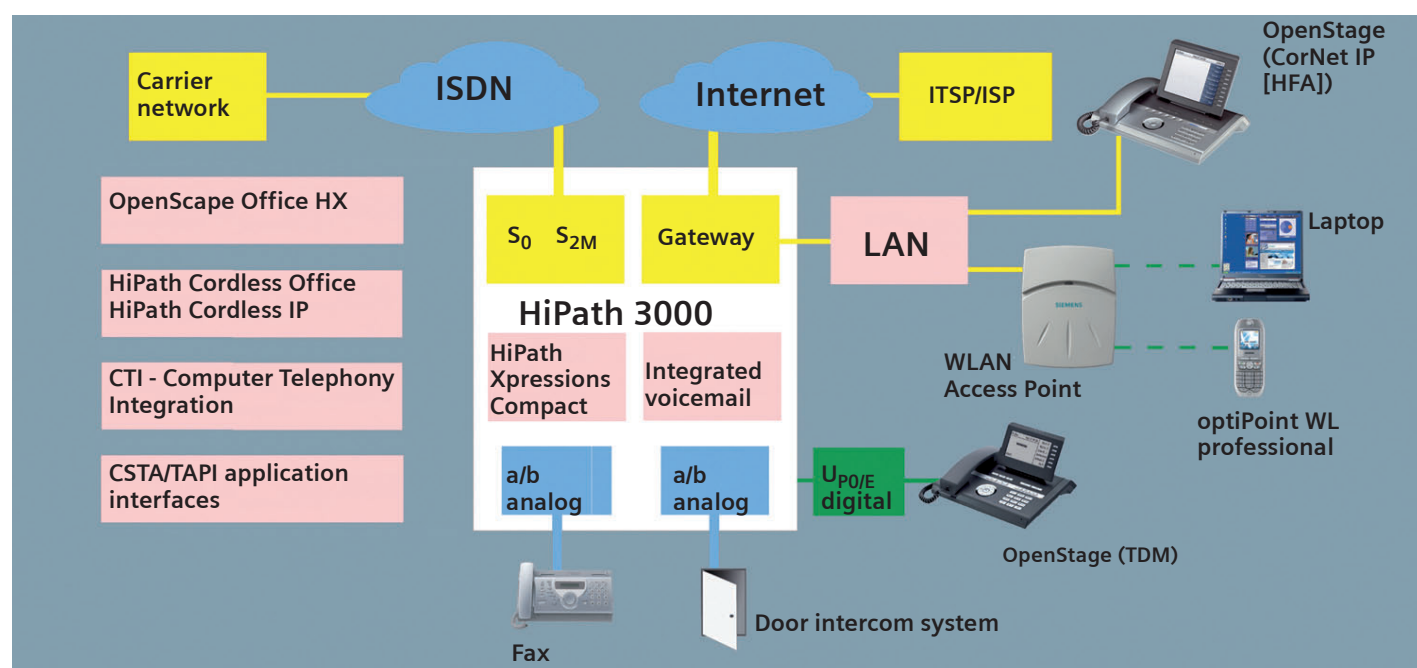 Carrier
network
ISDN
Internet
ITSP/ISP
OpenStage
(CorNet IP
[HFA])
OpenScape Office HX
S0 S2M
Gateway
LAN
Laptop
HiPath Cordless Office
HiPath Cordless IP
HiPath 3000
SIEMENS
HiPath
Xpressions
Compact
Integrated
voicemail
CTI - Computer Telephony
Integration
WLAN
Access Point
optiPoint WL
professional
CSTA/TAPI application
interfaces
a/b
analog
a/b
analog
UP0/E
digital
OpenStage (TDM)
Door intercom system
Fax